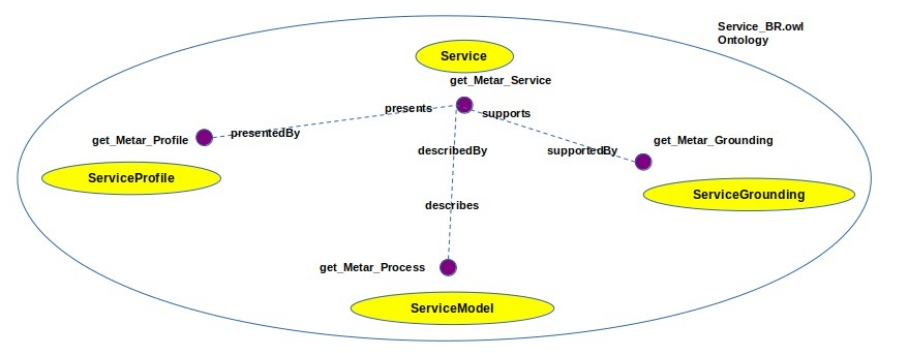 Service_BR.owl
Ontology
Service
get_Metar_Service
presents
supports
presentedBy
get_Metar_Profile
get_Metar_Grounding
describedBy
supportedBy
ServiceProfile
ServiceGrounding
describes
get_Metar_Process
ServiceModel